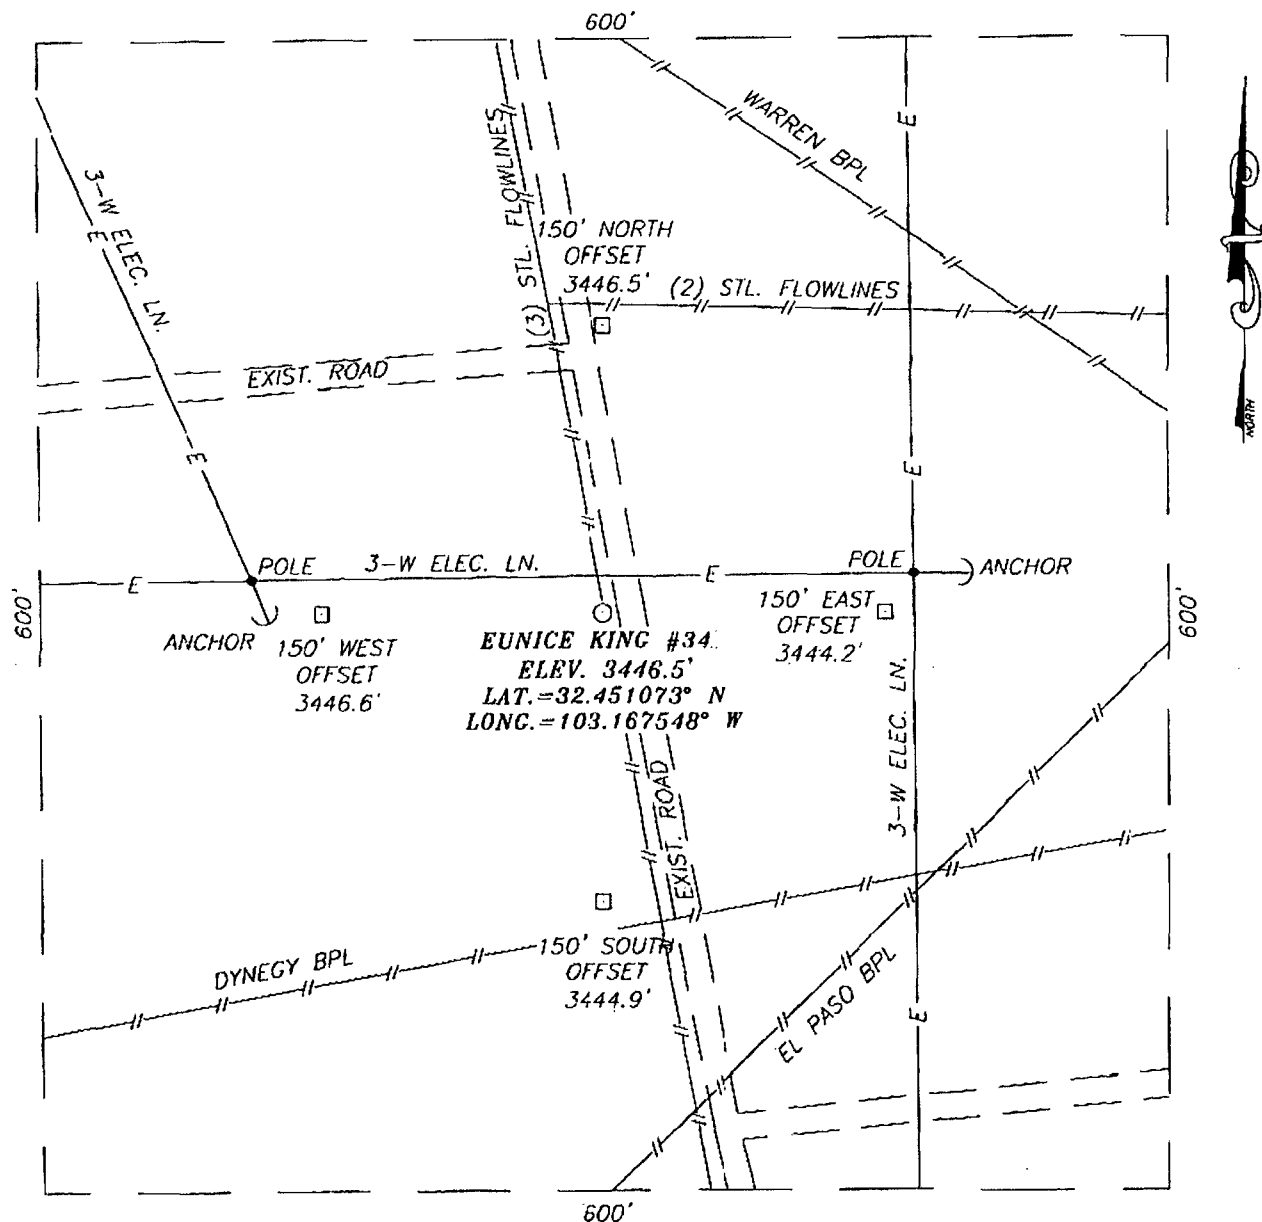 600'
WARREN BPL
E
3-W ELEC. LN.
E
(3) STL. FLOWLINES
150' NORTH
OFFSET
3446.5'
(2) STL. FLOWLINES
EXIST. ROAD
NORTH
E
E
POLE
3-W ELEC. LN.
E
E
POLE
ANCHOR
600'
600'
ANCHOR
150' WEST
OFFSET
3446.6'
EUNICE KING #34
ELEV. 3446.5'
LAT.=32.451073° N
LONG.=103.167548° W
150' EAST
OFFSET
3444.2'
3-W ELEC. LN.
EXIST. ROAD
DYNEGY BPL
150' SOUTH
OFFSET
3444.9'
EL PASO BPL
E
600'